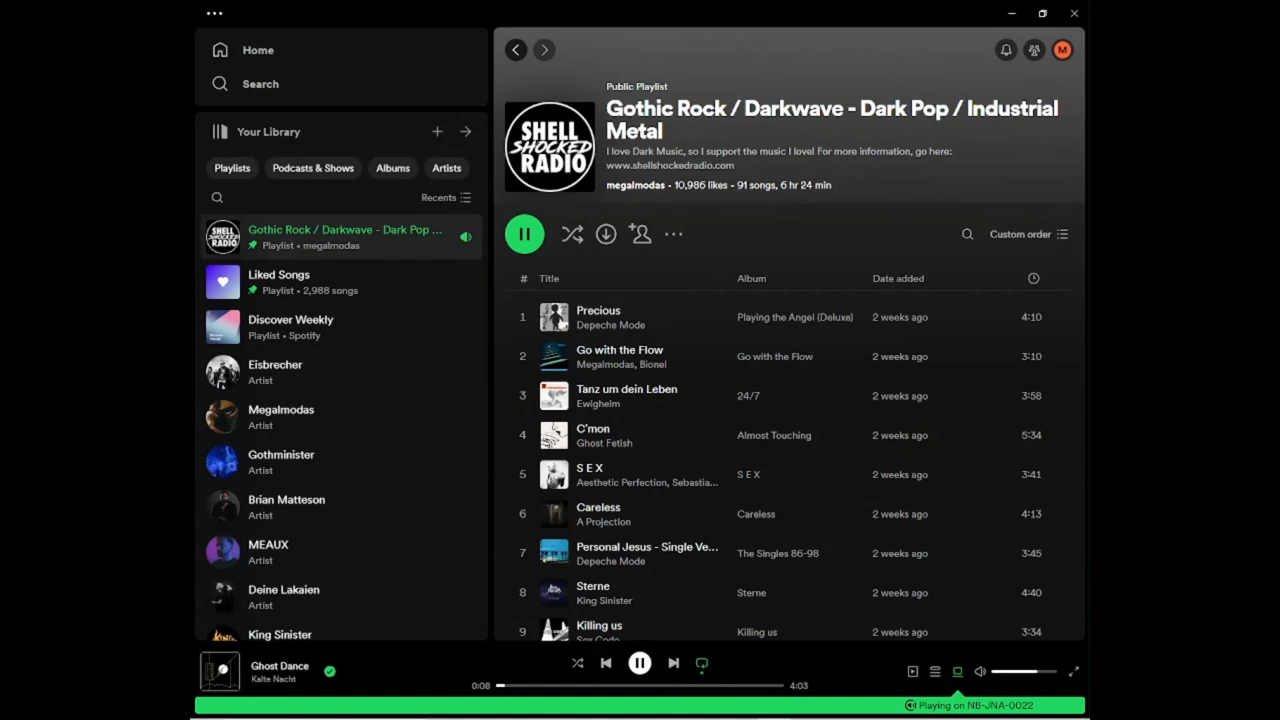 Home
Search
Your Library
Playlists
Podcasts & Shows
Albums
Artists
Recents
SHELL SHOCKED RADIO
Gothic Rock / Darkwave - Dark Pop ...
Playlist • megalmodas
Liked Songs
Playlist • 2,988 songs
Discover Weekly
Playlist • Spotify
Eisbrecher
Artist
Megalmodas
Artist
Gothminister
Artist
Brian Matteson
Artist
MEAUX
Artist
Deine Lakaien
Artist
King Sinister
M
SHELL
SHOCKED
RADIO
Public Playlist
Gothic Rock / Darkwave - Dark Pop / Industrial
Metal
I love Dark Music, so I support the music I love! For more information, go here:
www.shellshockedradio.com
megalmodas • 10,986 likes • 91 songs, 6 hr 24 min
Custom order
# Title Album Date added
1 Precious Playing the Angel (Deluxe) 2 weeks ago 4:10
Depeche Mode
2 Go with the Flow Go with the Flow 2 weeks ago 3:10
Megalmodas, Bionel
3 Tanz um dein Leben 24/7 2 weeks ago 3:58
Ewigheim
4 C'mon Almost Touching 2 weeks ago 5:34
Ghost Fetish
5 S E X S E X 2 weeks ago 3:41
Aesthetic Perfection, Sebastia...
6 Careless Careless 2 weeks ago 4:13
A Projection
7 Personal Jesus - Single Ve... The Singles 86-98 2 weeks ago 3:45
Depeche Mode
8 Sterne Sterne 2 weeks ago 4:40
King Sinister
9 Killing us Killing us 2 weeks ago 3:34
Sex Code
Ghost Dance
Kalte Nacht
0:08
4:03
Playing on NB-JNA-0022